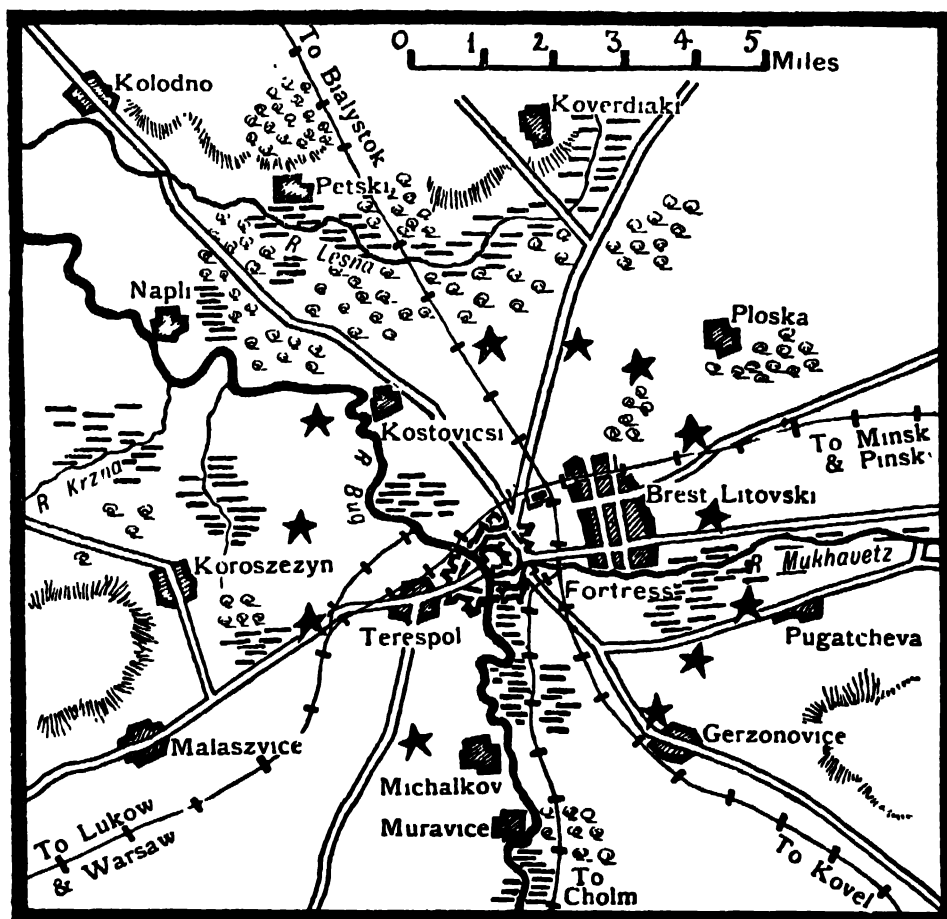 0 1 2 3 4 5
Miles
Kolodno
To Bialystok
Koverdiaki
Petski
R Lesna
Napli
Ploska
Kostovicsi
To Minsk
& Pinsk
R Krzna
R Bug
Brest Litovski
Koroszezyn
R Mukhavetz
Fortress
Terespol
Pugatcheva
Malaszvice
Gerzonovice
Michalkov
Muravice
To Lukow
& Warsaw
To
Cholm
To Kovel